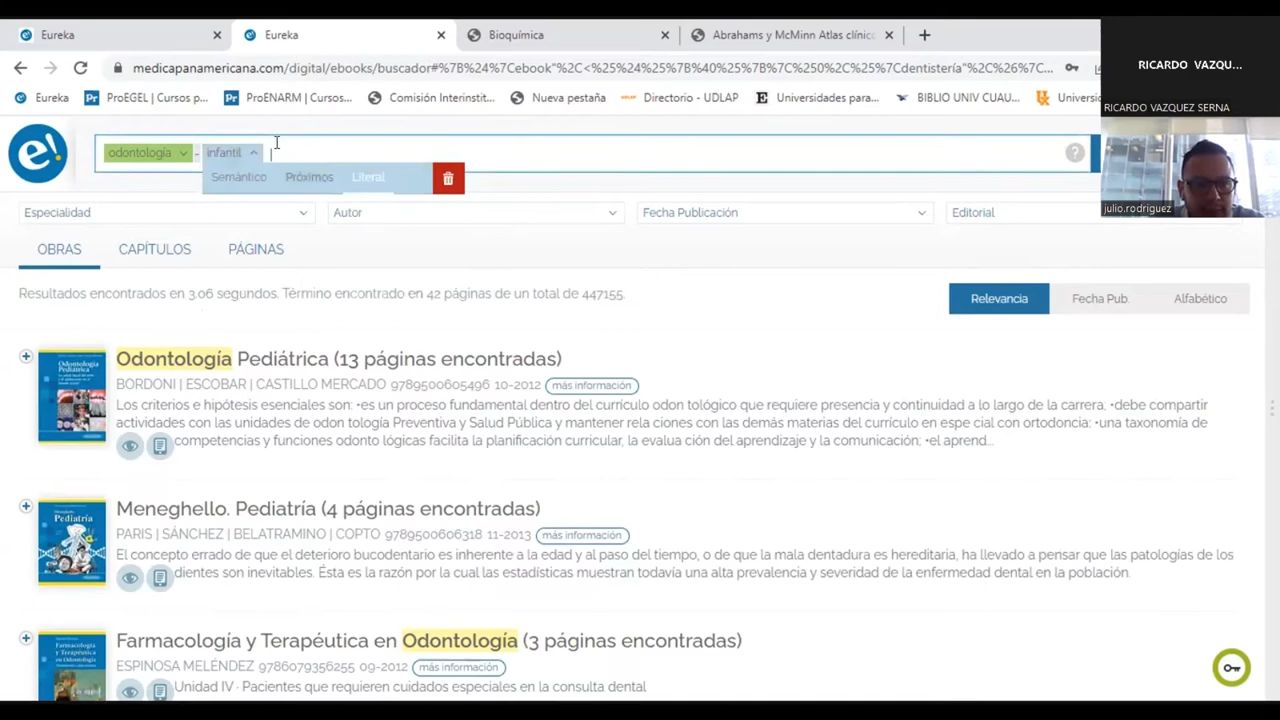 Eureka
Eureka
Bioquímica
Abrahams y McMinn Atlas clínic
RICARDO VAZQU...
medicapanamericana.com/digital/ebooks/buscador#%7B%24%7Cebook"%2C<%25%24%25%7B%40%25%7C%250%2C%25%7Cdentistería"%2C%26%7C...
Eureka
ProEGEL | Cursos p...
ProENARM | Cursos...
Comisión Interinstit...
Nueva pestaña
Directorio - UDLAP
Universidades para...
BIBLIO UNIV CUAU...
Universi
RICARDO VAZQUEZ SERNA
e!
odontología - infantil
?
Semántico Próximos Literal
julio.rodriguez
Especialidad
Autor
Fecha Publicación
Editorial
OBRAS CAPÍTULOS PÁGINAS
Resultados encontrados en 3.06 segundos. Término encontrado en 42 páginas de un total de 447155.
Relevancia Fecha Pub. Alfabético
Odontología Pediátrica (13 páginas encontradas)
BORDONI | ESCOBAR | CASTILLO MERCADO 9789500605496 10-2012 más información
Los criterios e hipótesis esenciales son: •es un proceso fundamental dentro del currículo odon tológico que requiere presencia y continuidad a lo largo de la carrera, •debe compartir
actividades con las unidades de odon tología Preventiva y Salud Pública y mantener rela ciones con las demás materias del currículo en espe cial con ortodoncia: •una taxonomía de
competencias y funciones odonto lógicas facilita la planificación curricular, la evalua ción del aprendizaje y la comunicación; •el aprend...
Odontología
Pediátrica
Meneghello. Pediatría (4 páginas encontradas)
PARIS | SÁNCHEZ | BELATRAMINO | COPTO 9789500606318 11-2013 más información
El concepto errado de que el deterioro bucodentario es inherente a la edad y al paso del tiempo, o de que la mala dentadura es hereditaria, ha llevado a pensar que las patologías de los
dientes son inevitables. Ésta es la razón por la cual las estadísticas muestran todavía una alta prevalencia y severidad de la enfermedad dental en la población.
Pediatría
Farmacología y Terapéutica en Odontología (3 páginas encontradas)
ESPINOSA MELÉNDEZ 9786079356255 09-2012 más información
Unidad IV · Pacientes que requieren cuidados especiales en la consulta dental
Farmacología y
Terapéutica
en Odontología